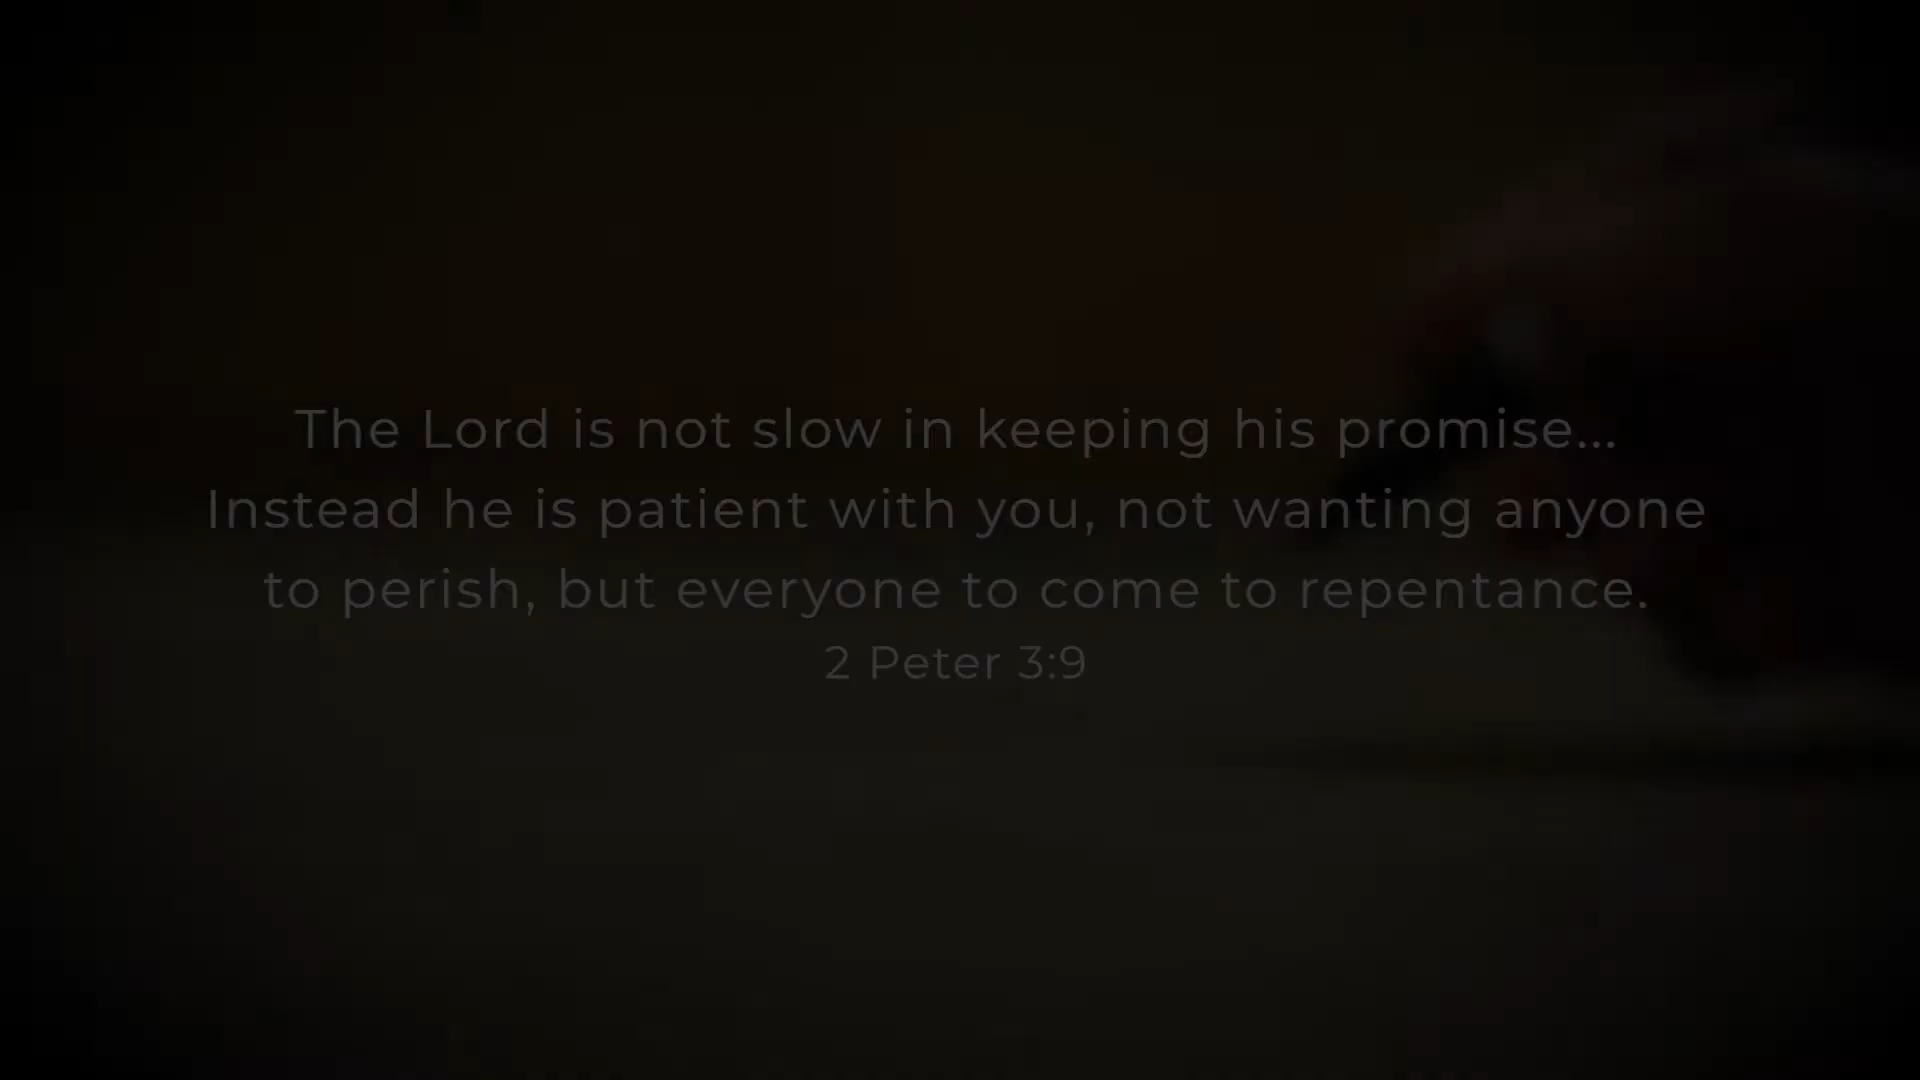 The Lord is not slow in keeping his promise...
Instead he is patient with you, not wanting anyone
to perish, but everyone to come to repentance.
2 Peter 3:9